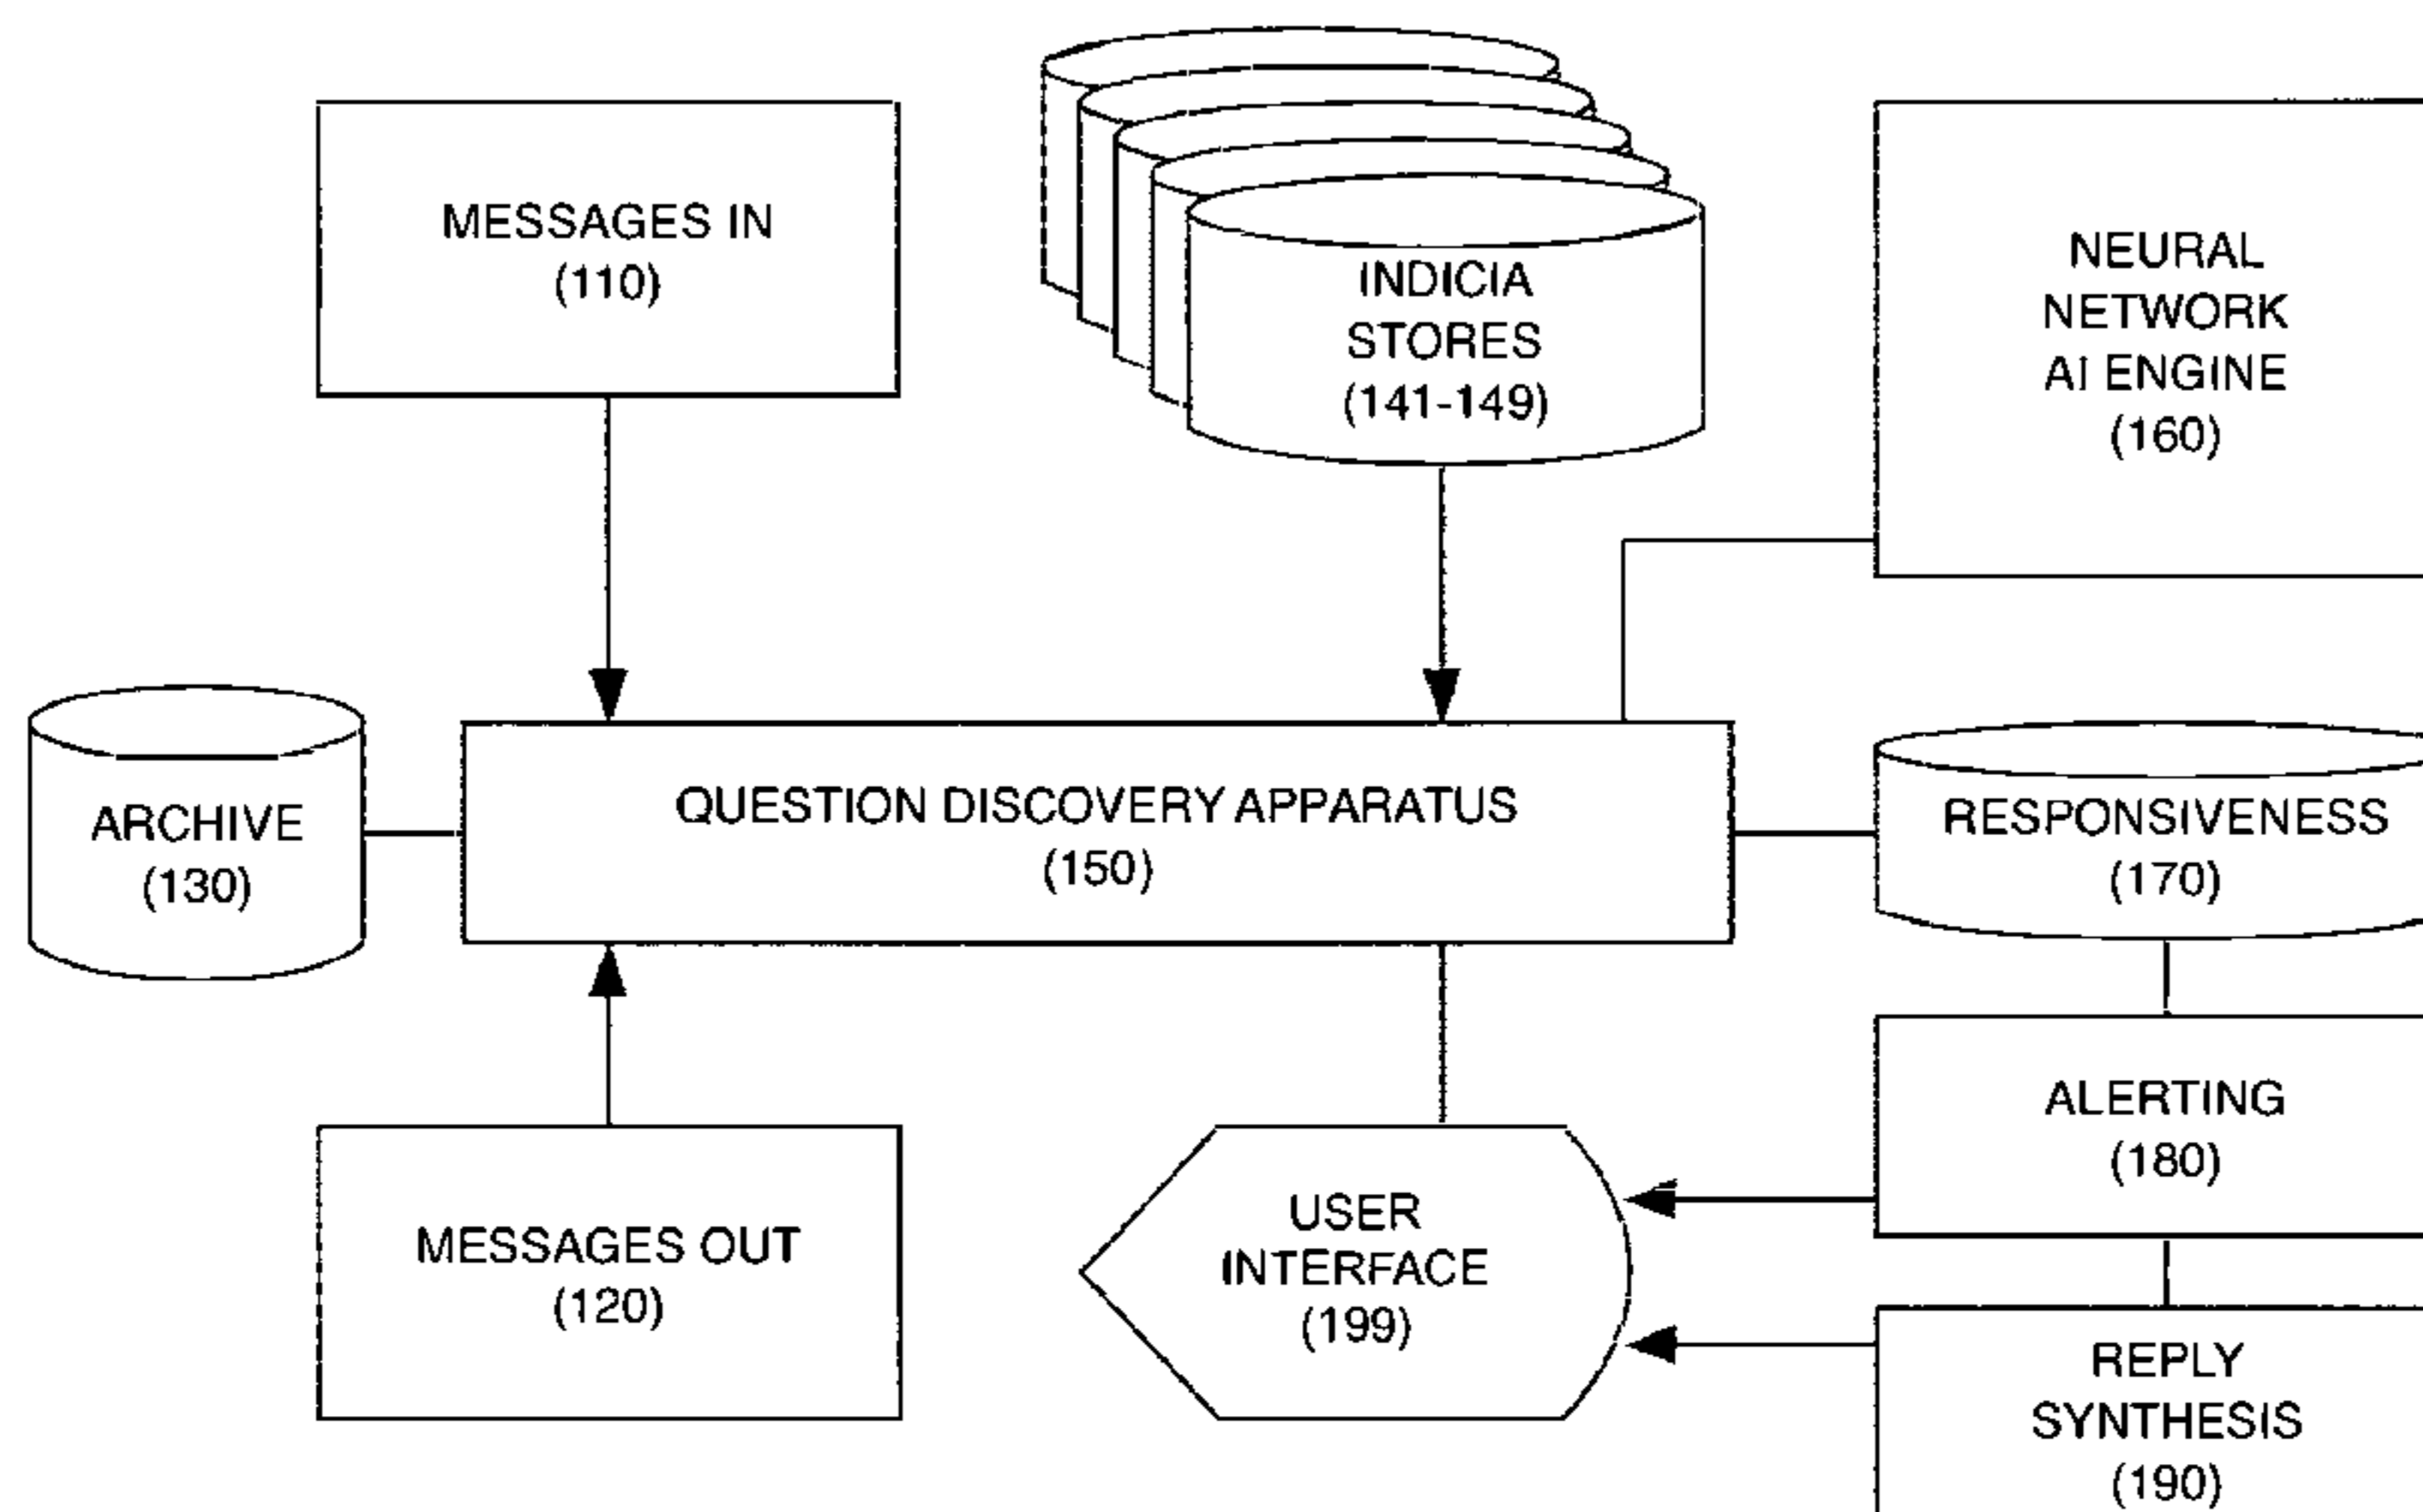 MESSAGES IN
(110)
INDICIA
STORES
(141-149)
NEURAL
NETWORK
AI ENGINE
(160)
ARCHIVE
(130)
QUESTION DISCOVERY APPARATUS
(150)
RESPONSIVENESS
(170)
MESSAGES OUT
(120)
USER
INTERFACE
(199)
ALERTING
(180)
REPLY
SYNTHESIS
(190)